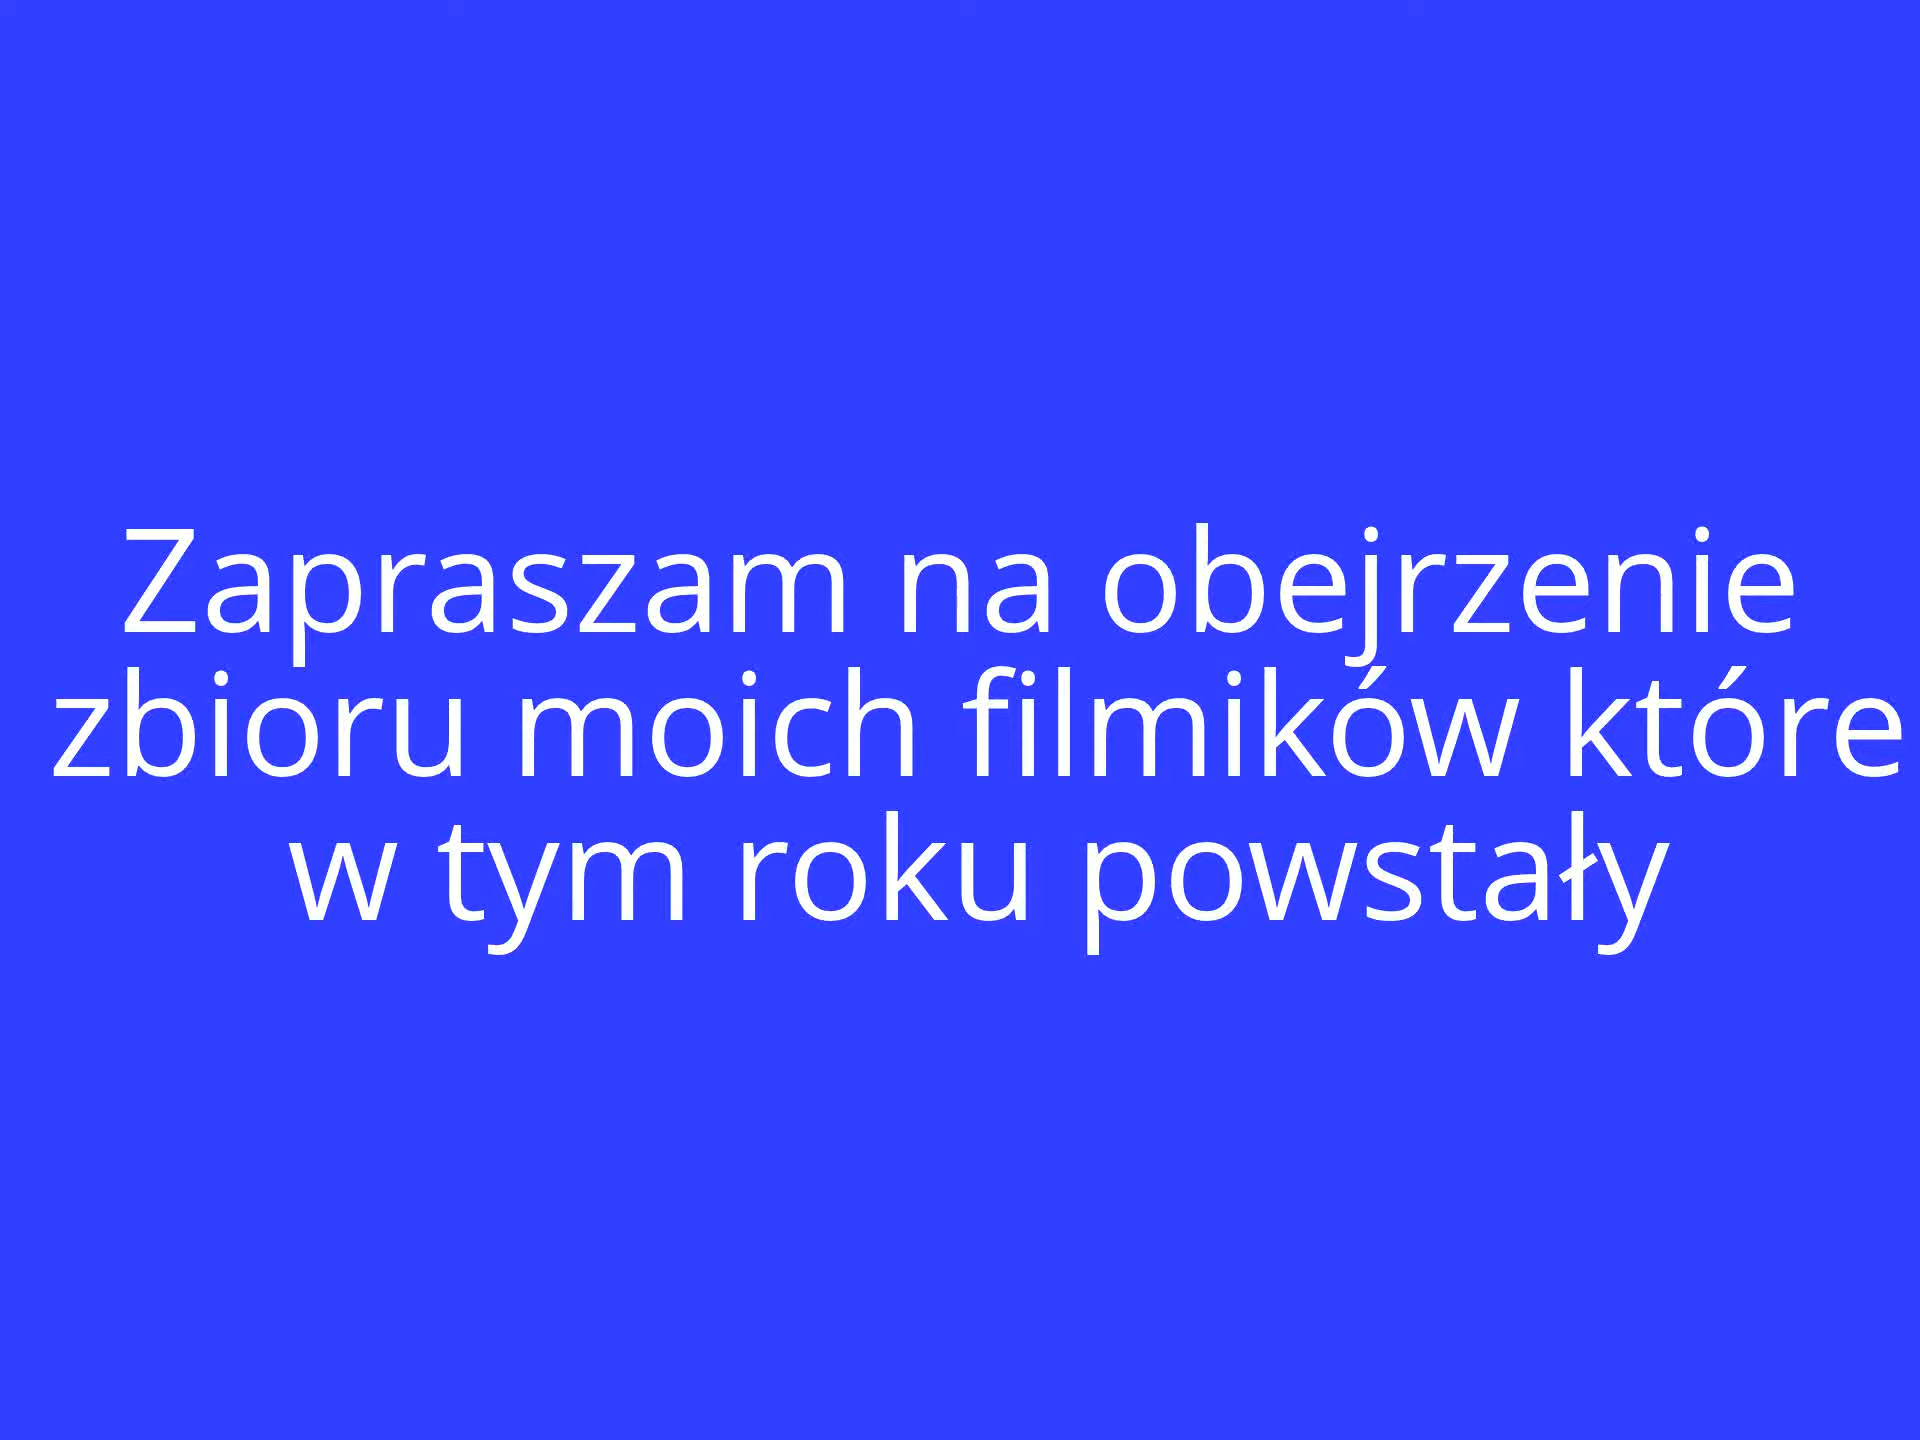 Zapraszam na obejrzenie
zbioru moich filmików które
w tym roku powstały